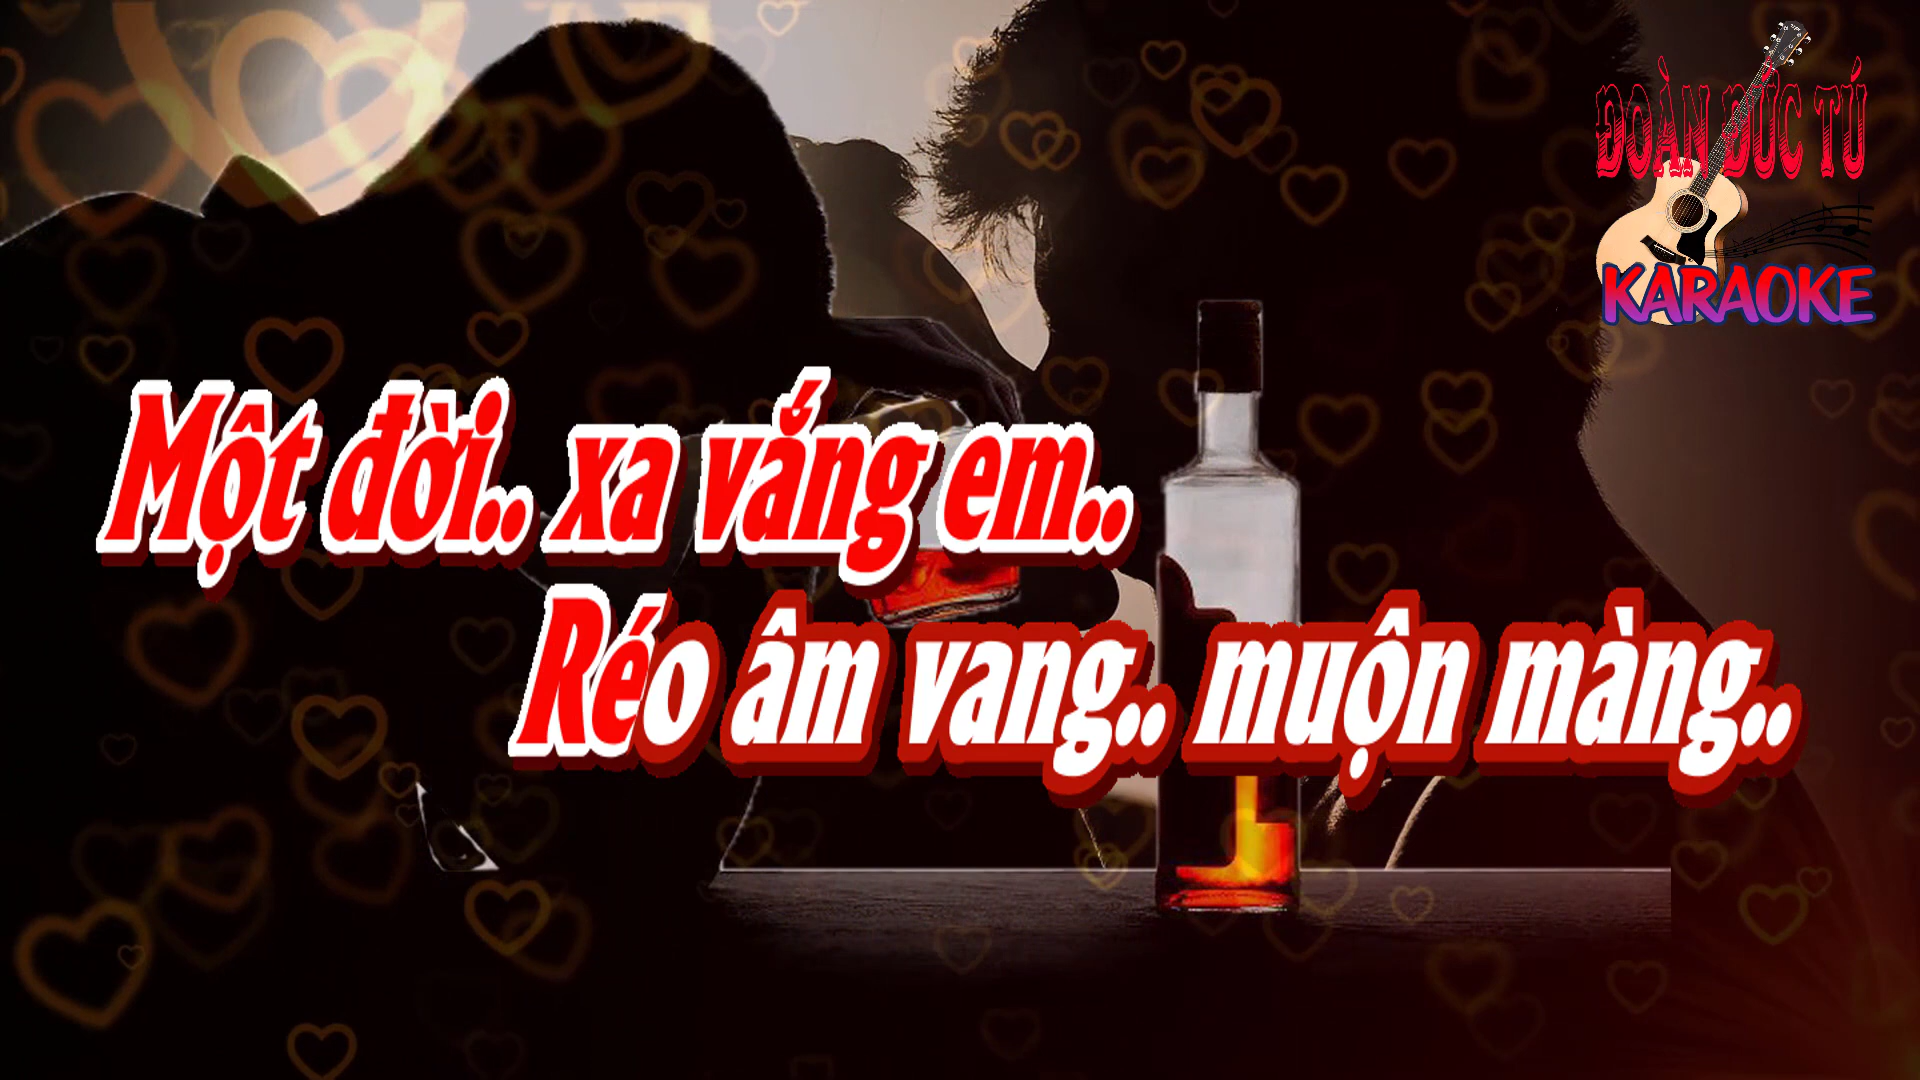 ĐOÀN ĐỨC TÚ
KARAOKE
Một đời.. xa vắng em..
Réo âm vang.. muộn màng..